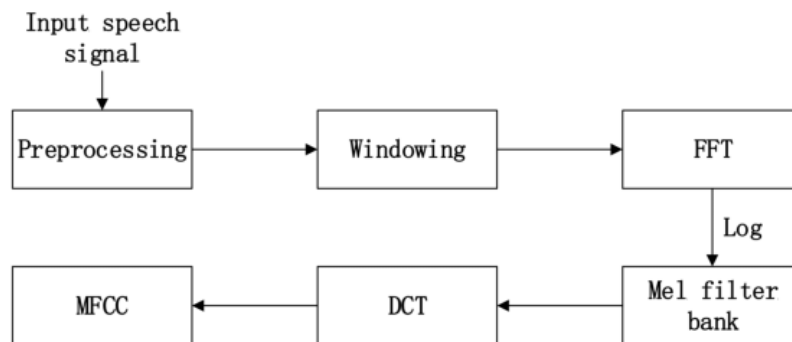 Input speech
signal
Preprocessing
Windowing
FFT
Log
Mel filter
bank
DCT
MFCC